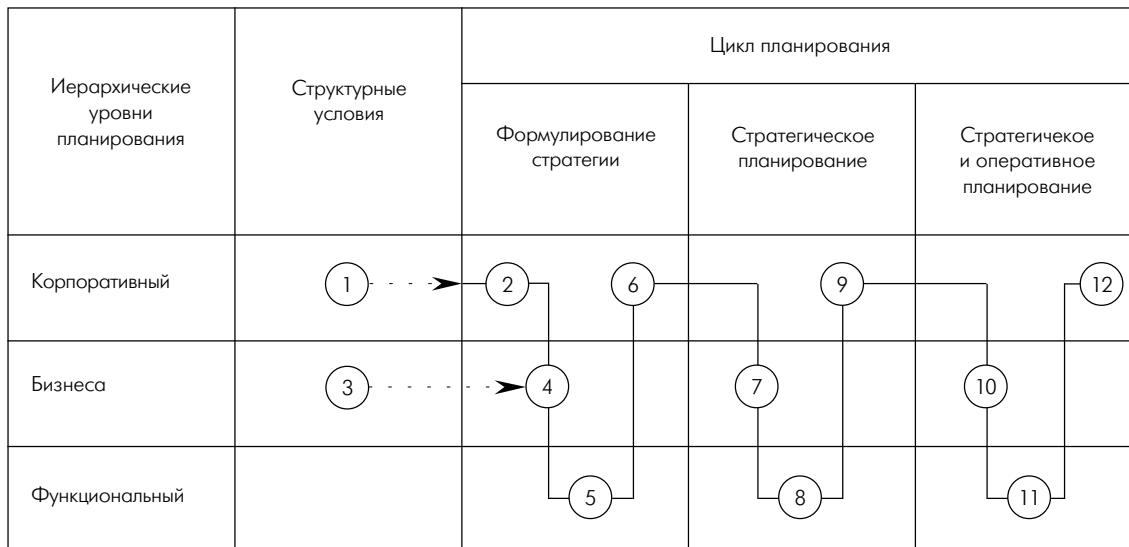 Иерархические
уровни
планирования
Структурные
условия
Цикл планирования
Формулирование
стратегии
Стратегическое
планирование
Стратегичекое
и оперативное
планирование
Корпоративный
1
2
6
9
12
Бизнеса
3
4
7
10
Функциональный
5
8
11